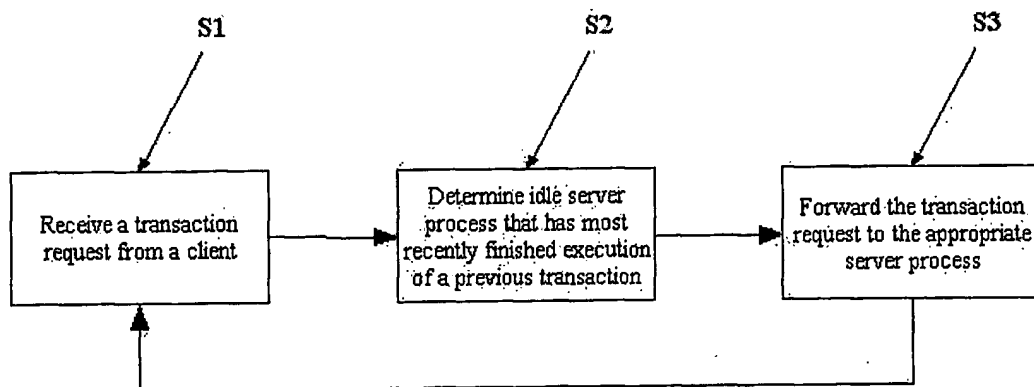 S1
S2
S3
Receive a transaction
request from a client
Determine idle server
process that has most
recently finished execution
of a previous transaction
Forward the transaction
request to the appropriate
server process